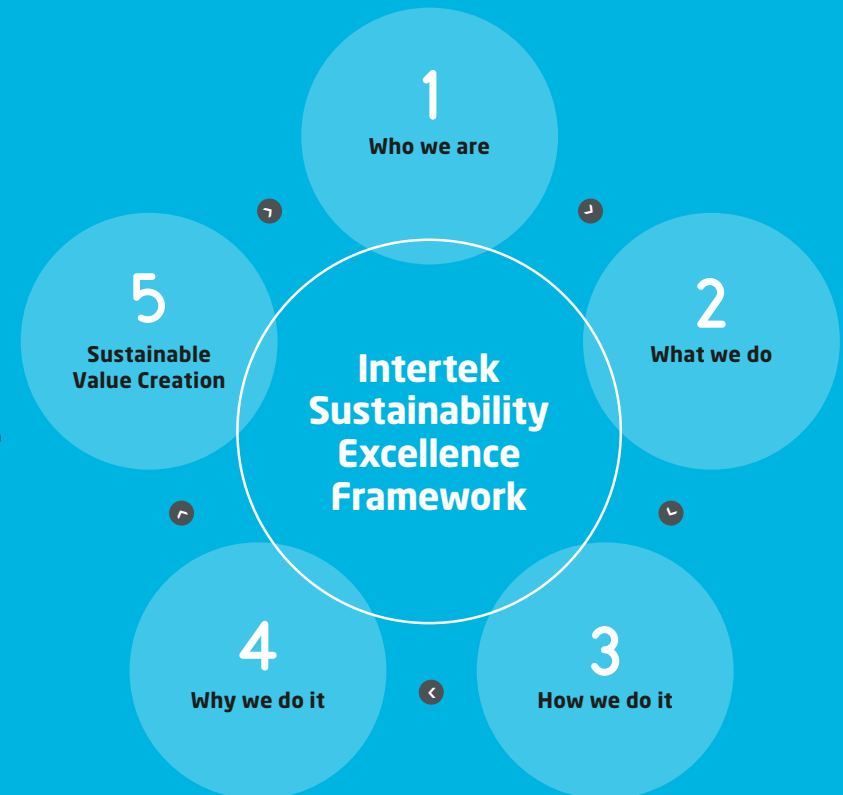 1
Who we are
2
What we do
3
How we do it
4
Why we do it
5
Sustainable
Value Creation
Intertek
Sustainability
Excellence
Framework